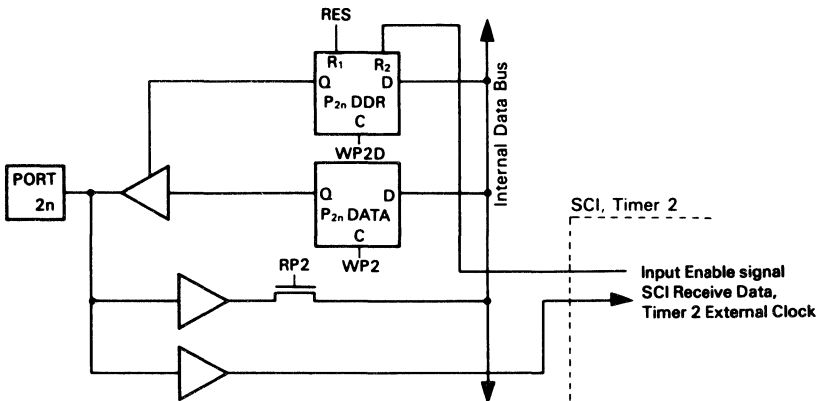 RES
R₁ R₂
Q D
P₂ₙ DDR
C
WP2D
Internal Data Bus
PORT
2n
Q D
P₂ₙ DATA
C
WP2
SCI, Timer 2
RP2
Input Enable signal
SCI Receive Data,
Timer 2 External Clock